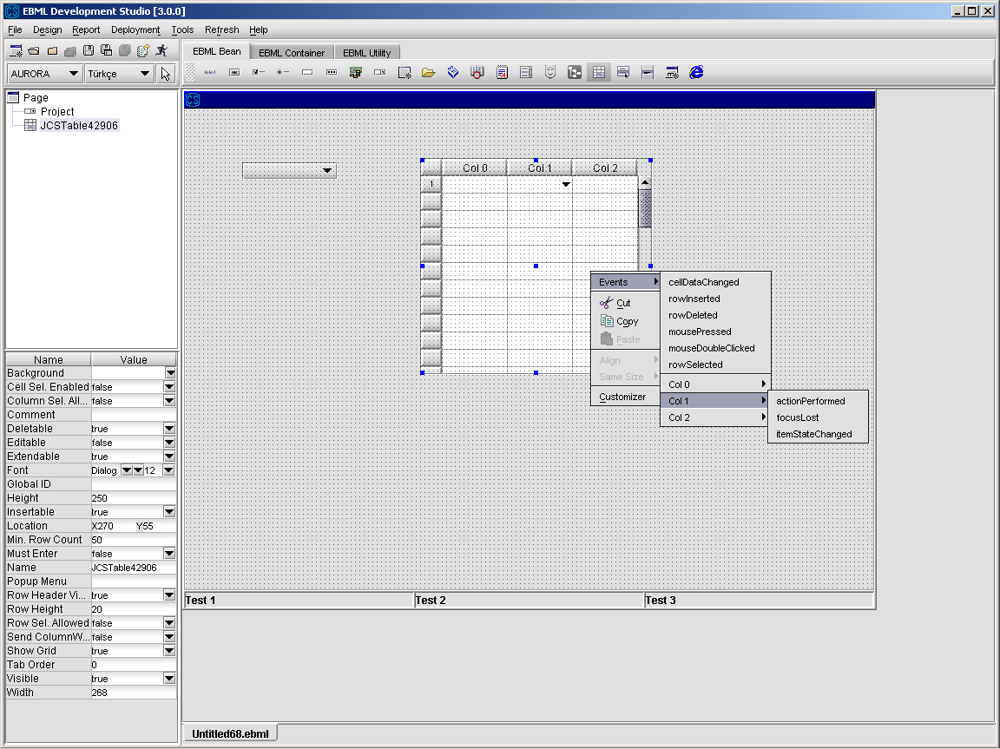 EBML Development Studio [3.0.0]
File Design Report Deployment Tools Refresh Help
EBML Bean EBML Container EBML Utility
AURORA Türkçe
Page
Project
JCSTable42906
CS
Col 0 Col 1 Col 2
1
Events
Cut
Copy
Paste
Align
Same Size
Customizer
cellDataChanged
rowInserted
rowDeleted
mousePressed
mouseDoubleClicked
rowSelected
Col 0
Col 1
Col 2
actionPerformed
focusLost
itemStateChanged
Name Value
Background
Cell Sel. Enabled false
Column Sel. All... false
Comment
Deletable true
Editable false
Extendable true
Font Dialog 12
Global ID
Height 250
Insertable true
Location X270 Y55
Min. Row Count 50
Must Enter false
Name JCSTable42906
Popup Menu
Row Header Vi... true
Row Height 20
Row Sel. Allowed false
Send ColumnW... false
Show Grid true
Tab Order 0
Visible true
Width 268
Test 1 Test 2 Test 3
Untitled68.ebml